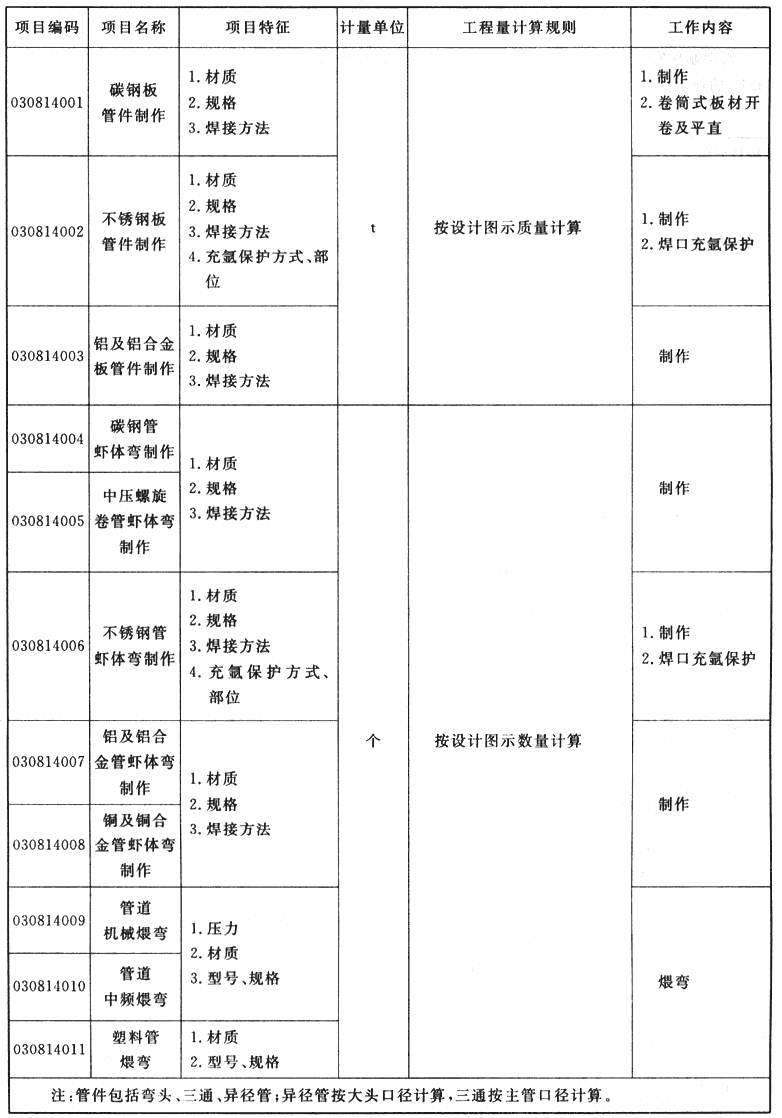 项目编码 项目名称 项目特征 计量单位 工程量计算规则 工作内容
030814001
碳钢板
管件制作
1. 材质
2. 规格
3. 焊接方法
t
按设计图示质量计算
1. 制作
2. 卷筒式板材开
卷及平直
030814002
不锈钢板
管件制作
1. 材质
2. 规格
3. 焊接方法
4. 充氩保护方式、部
位
1. 制作
2. 焊口充氩保护
030814003
铝及铝合金
板管件制作
1. 材质
2. 规格
3. 焊接方法
制作
030814004
碳钢管
虾体弯制作
1. 材质
2. 规格
3. 焊接方法
个
按设计图示数量计算
制作
030814005
中压螺旋
卷管虾体弯
制作
030814006
不锈钢管
虾体弯制作
1. 材质
2. 规格
3. 焊接方法
4. 充氩保护方式、
部位
1. 制作
2. 焊口充氩保护
030814007
铝及铝合
金管虾体弯
制作
1. 材质
2. 规格
3. 焊接方法
制作
030814008
铜及铜合
金管虾体弯
制作
030814009
管道
机械煨弯
1. 压力
2. 材质
3. 型号、规格
煨弯
030814010
管道
中频煨弯
030814011
塑料管
煨弯
1. 材质
2. 型号、规格
注:管件包括弯头、三通、异径管;异径管按大头口径计算,三通按主管口径计算。